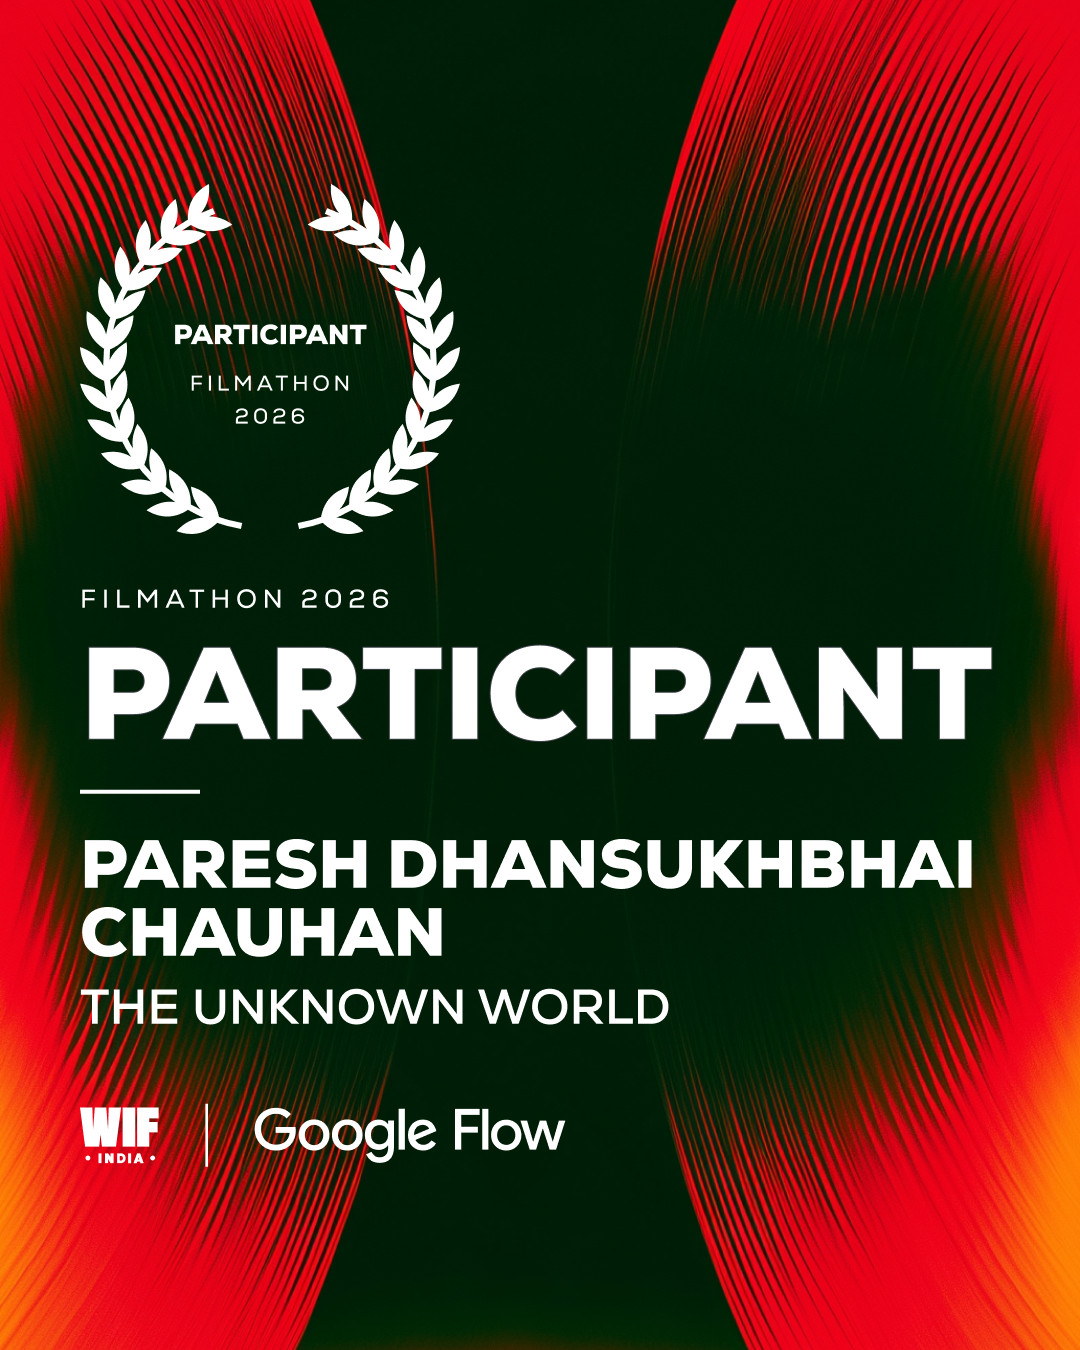 PARTICIPANT
FILMATHON
2026
FILMATHON 2026
PARTICIPANT
PARESH DHANSUKHBHAI
CHAUHAN
THE UNKNOWN WORLD
WIF
• INDIA •
Google Flow